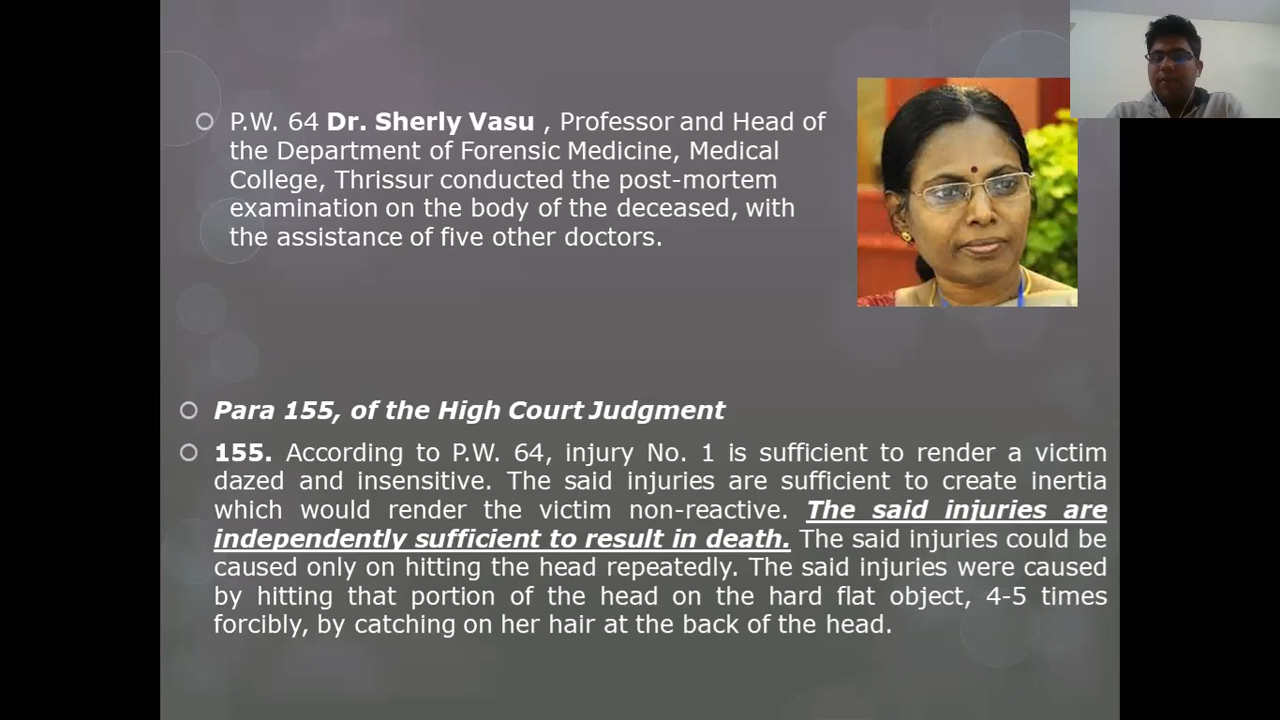 P.W. 64 Dr. Sherly Vasu , Professor and Head of
the Department of Forensic Medicine, Medical
College, Thrissur conducted the post-mortem
examination on the body of the deceased, with
the assistance of five other doctors.
Para 155, of the High Court Judgment
155. According to P.W. 64, injury No. 1 is sufficient to render a victim
dazed and insensitive. The said injuries are sufficient to create inertia
which would render the victim non-reactive. The said injuries are
independently sufficient to result in death. The said injuries could be
caused only on hitting the head repeatedly. The said injuries were caused
by hitting that portion of the head on the hard flat object, 4-5 times
forcibly, by catching on her hair at the back of the head.